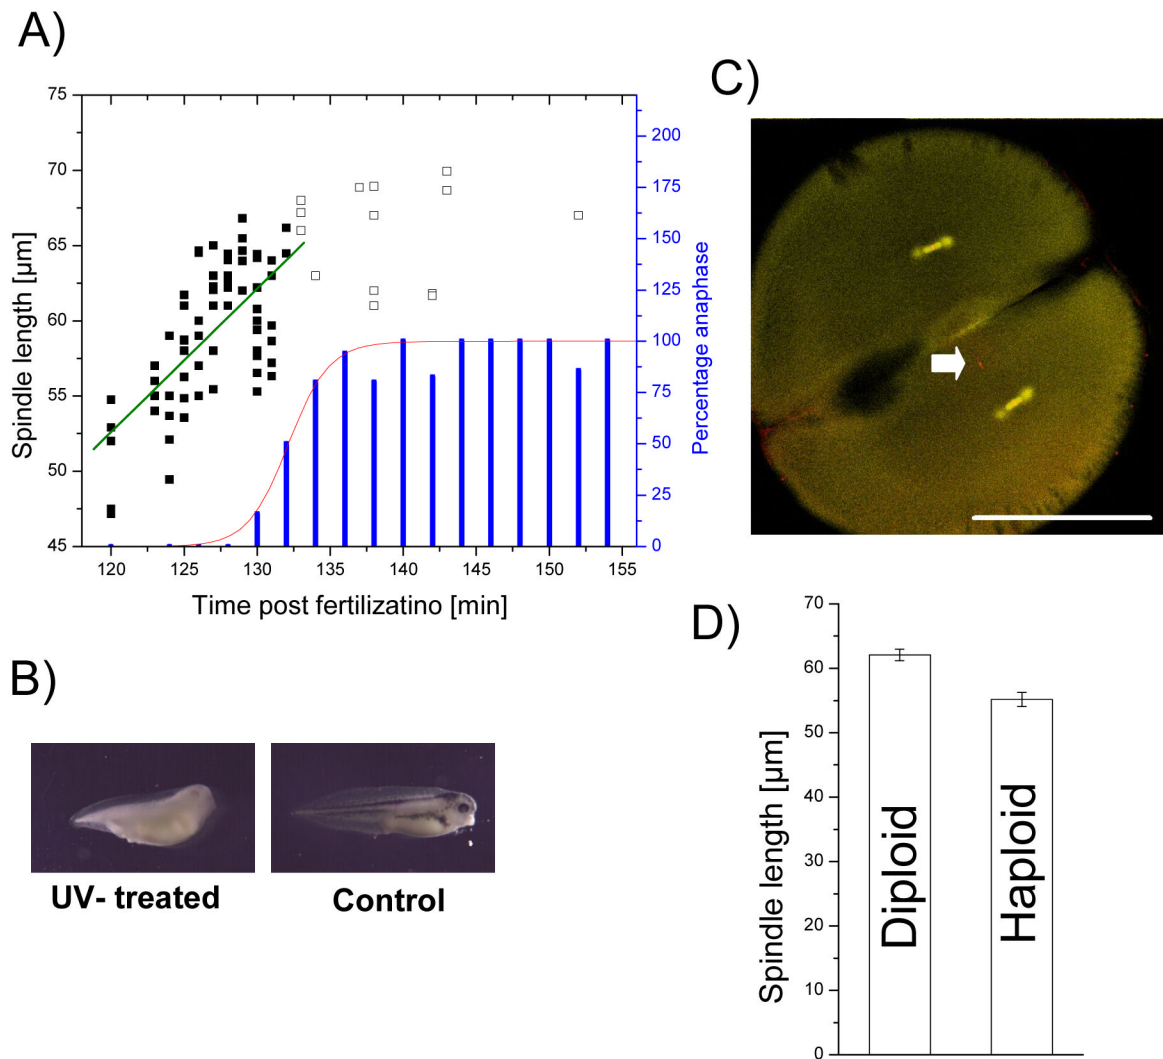 A)
75
70
65
60
55
50
45
Spindle length [µm]
120
125
130
135
140
145
150
155
Time post fertilizatino [min]
200
175
150
125
100
75
50
25
0
Percentage anaphase
B)
UV- treated
Control
C)
D)
70
60
50
40
30
20
10
0
Spindle length [µm]
Diploid
Haploid